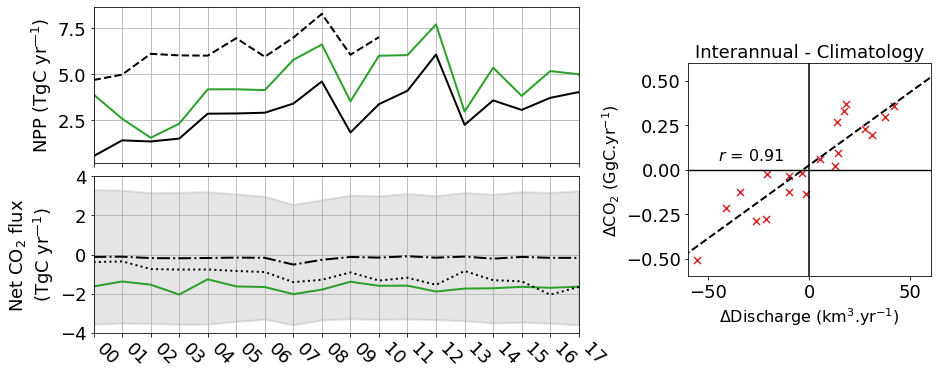 NPP (TgC yr⁻¹)
7.5
5.0
2.5
Net CO₂ flux
(TgC yr⁻¹)
4
2
0
−2
−4
00 01 02 03 04 05 06 07 08 09 10 11 12 13 14 15 16 17
Interannual - Climatology
ΔCO₂ (GgC.yr⁻¹)
0.50
0.25
0.00
−0.25
−0.50
r = 0.91
−50 0 50
ΔDischarge (km³.yr⁻¹)